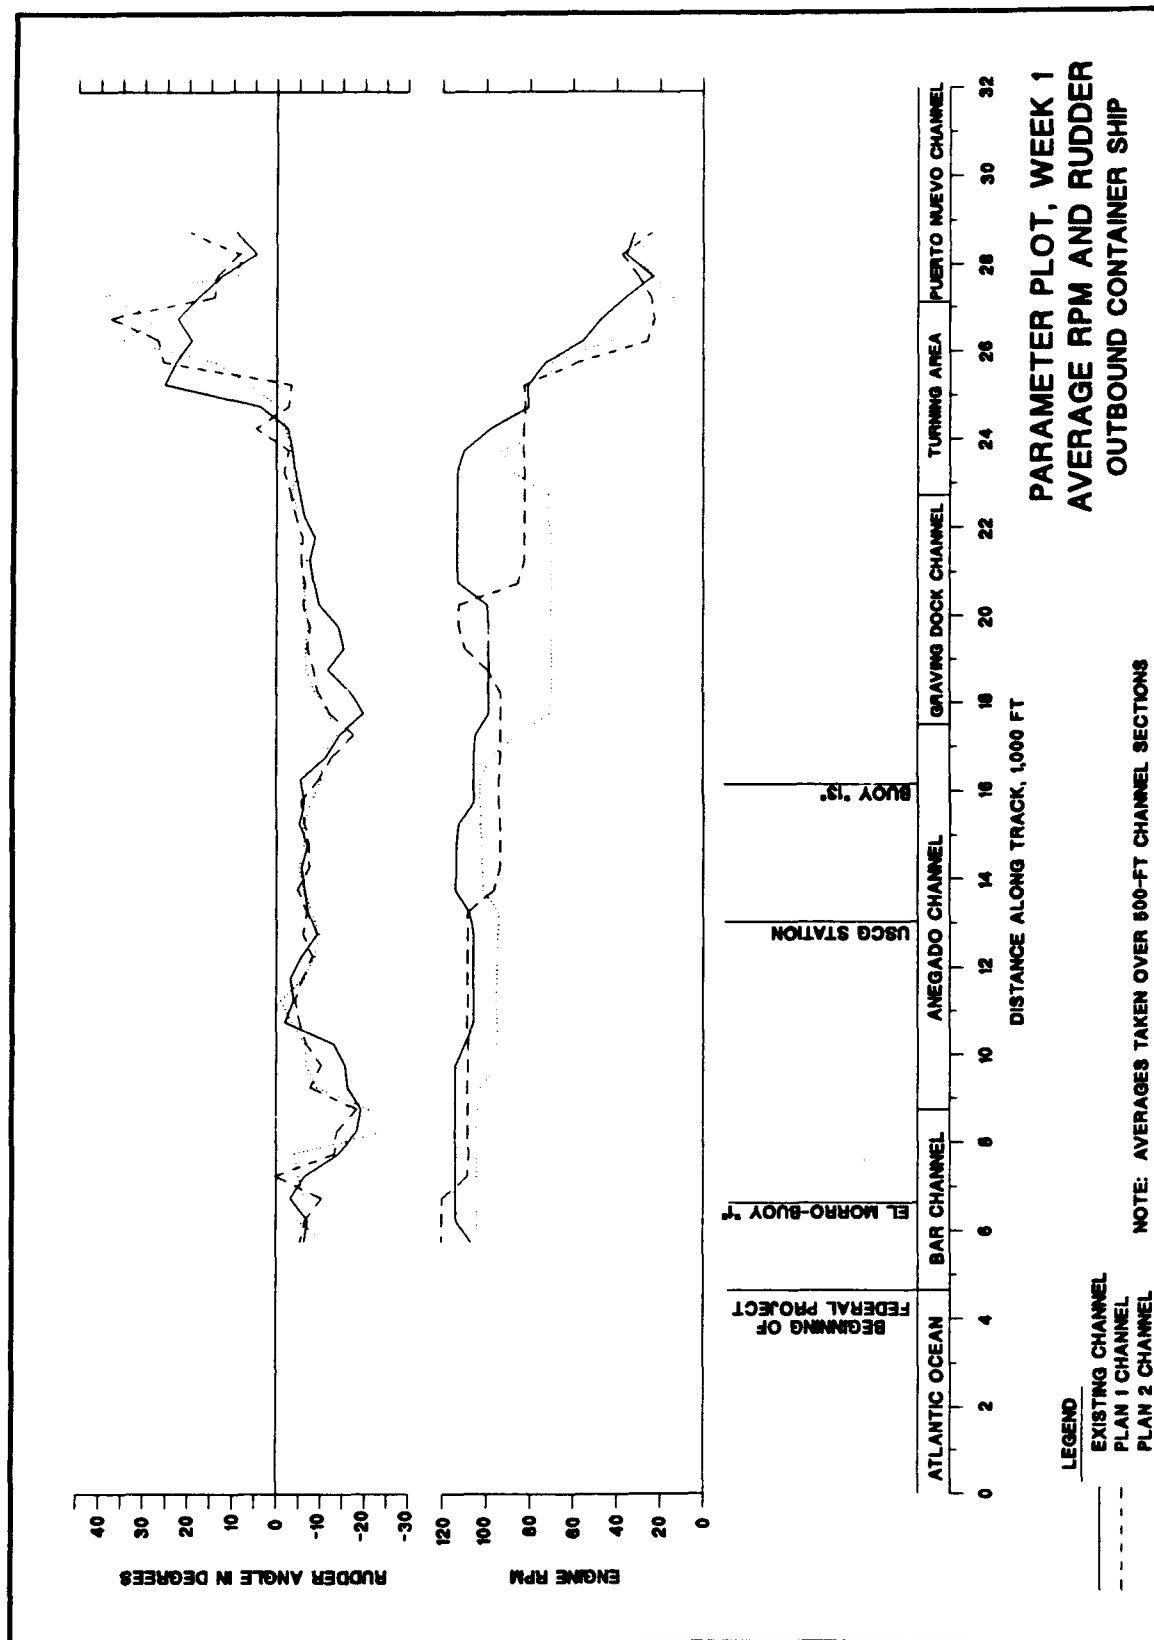 RUDDER ANGLE IN DEGREES
40
30
20
10
0
-10
-20
-30
ENGINE RPM
120
100
80
60
40
20
0
BEGINNING OF
FEDERAL PROJECT
EL MORRO-BUOY "1"
USCG STATION
BUOY "13"
ATLANTIC OCEAN
BAR CHANNEL
ANEGADO CHANNEL
GRAVING DOCK CHANNEL
TURNING AREA
PUERTO NUEVO CHANNEL
0 2 4 6 8 10 12 14 16 18 20 22 24 26 28 30 32
DISTANCE ALONG TRACK, 1,000 FT
LEGEND
EXISTING CHANNEL
PLAN 1 CHANNEL
PLAN 2 CHANNEL
NOTE: AVERAGES TAKEN OVER 500-FT CHANNEL SECTIONS
PARAMETER PLOT, WEEK 1
AVERAGE RPM AND RUDDER
OUTBOUND CONTAINER SHIP